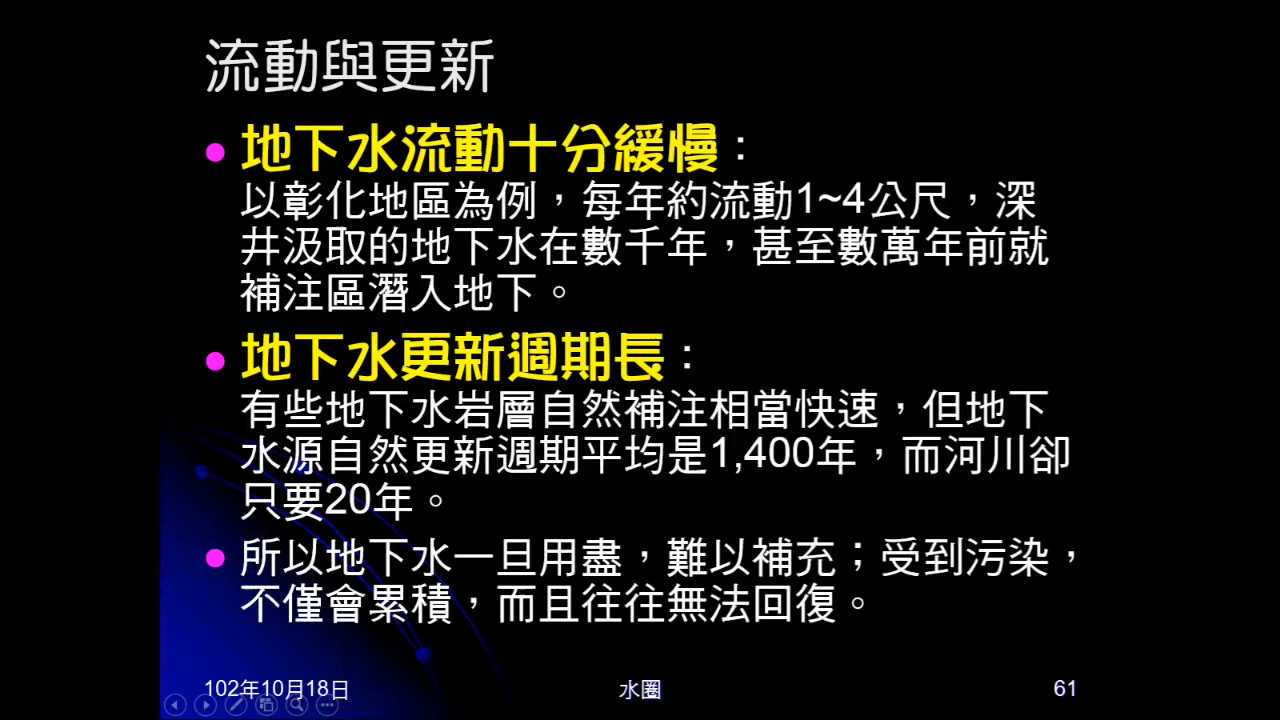 流動與更新
地下水流動十分緩慢：
以彰化地區為例，每年約流動1~4公尺，深
井汲取的地下水在數千年，甚至數萬年前就
補注區潛入地下。
地下水更新週期長：
有些地下水岩層自然補注相當快速，但地下
水源自然更新週期平均是1,400年，而河川卻
只要20年。
所以地下水一旦用盡，難以補充；受到污染，
不僅會累積，而且往往無法回復。
102年10月18日
水圈
61